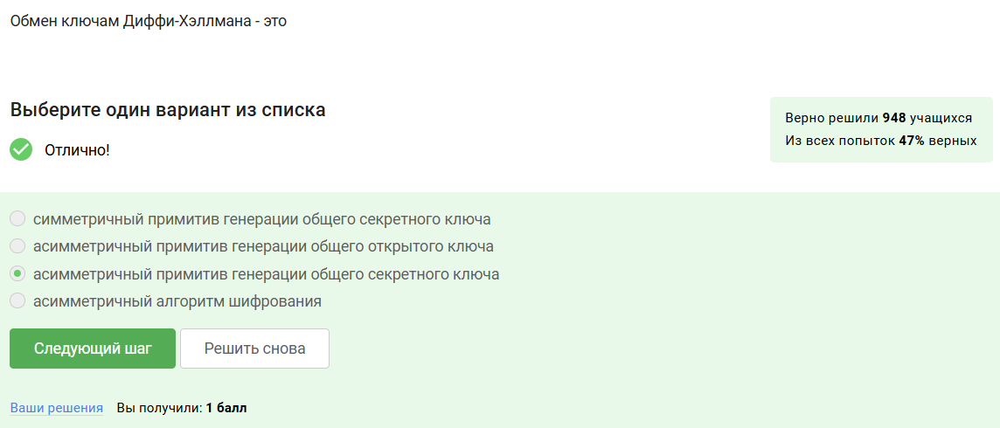 Обмен ключам Диффи-Хэллмана - это
Выберите один вариант из списка
Верно решили 948 учащихся
Из всех попыток 47% верных
Отлично!
симметричный примитив генерации общего секретного ключа
асимметричный примитив генерации общего открытого ключа
асимметричный примитив генерации общего секретного ключа
асимметричный алгоритм шифрования
Следующий шаг Решить снова
Ваши решения Вы получили: 1 балл